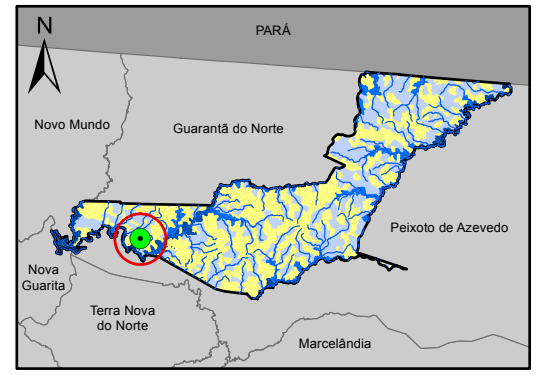 N
PARÁ
Novo Mundo
Guarantã do Norte
Peixoto de Azevedo
Nova
Guarita
Terra Nova
do Norte
Marcelândia